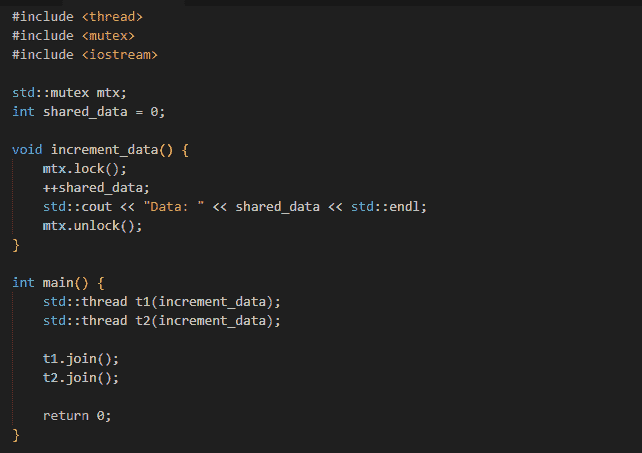 #include <thread>
#include <mutex>
#include <iostream>

std::mutex mtx;
int shared_data = 0;

void increment_data() {
    mtx.lock();
    ++shared_data;
    std::cout << "Data: " << shared_data << std::endl;
    mtx.unlock();
}

int main() {
    std::thread t1(increment_data);
    std::thread t2(increment_data);

    t1.join();
    t2.join();

    return 0;
}